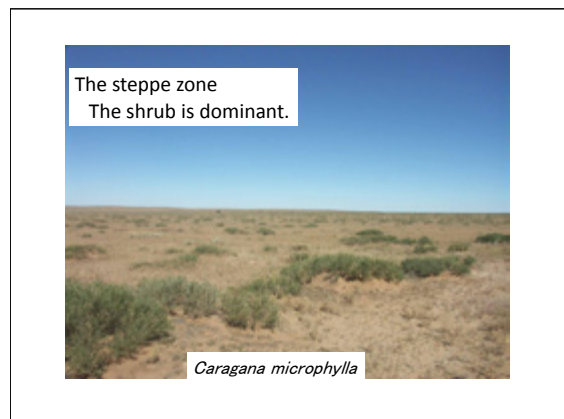 The steppe zone
The shrub is dominant.
Caragana microphylla